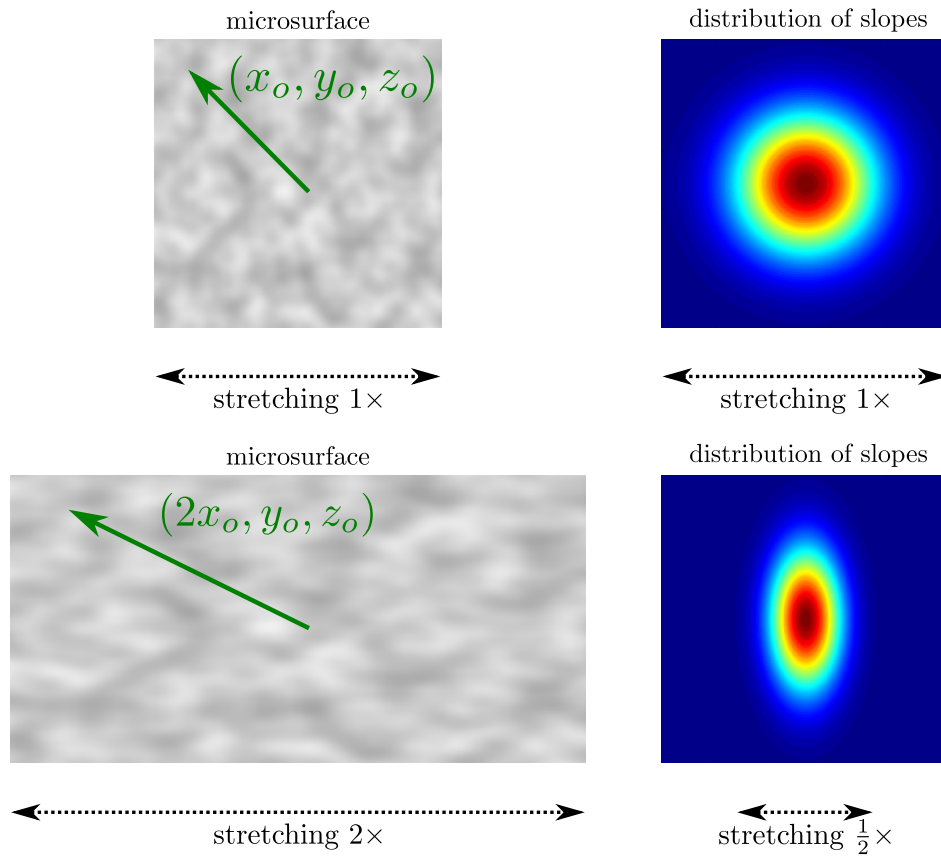 microsurface
distribution of slopes
(x_o, y_o, z_o)
stretching 1×
stretching 1×
microsurface
distribution of slopes
(2x_o, y_o, z_o)
stretching 2×
stretching 1/2×